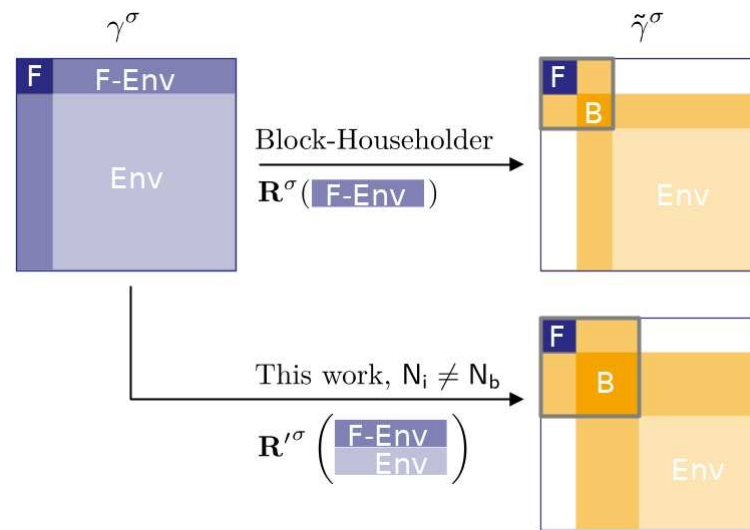 γ^σ
γ̃^σ
F F-Env
Env
Block-Householder
R^σ( F-Env )
F
B
Env
This work, N_i ≠ N_b
R'^σ ( F-Env
Env )
F
B
Env